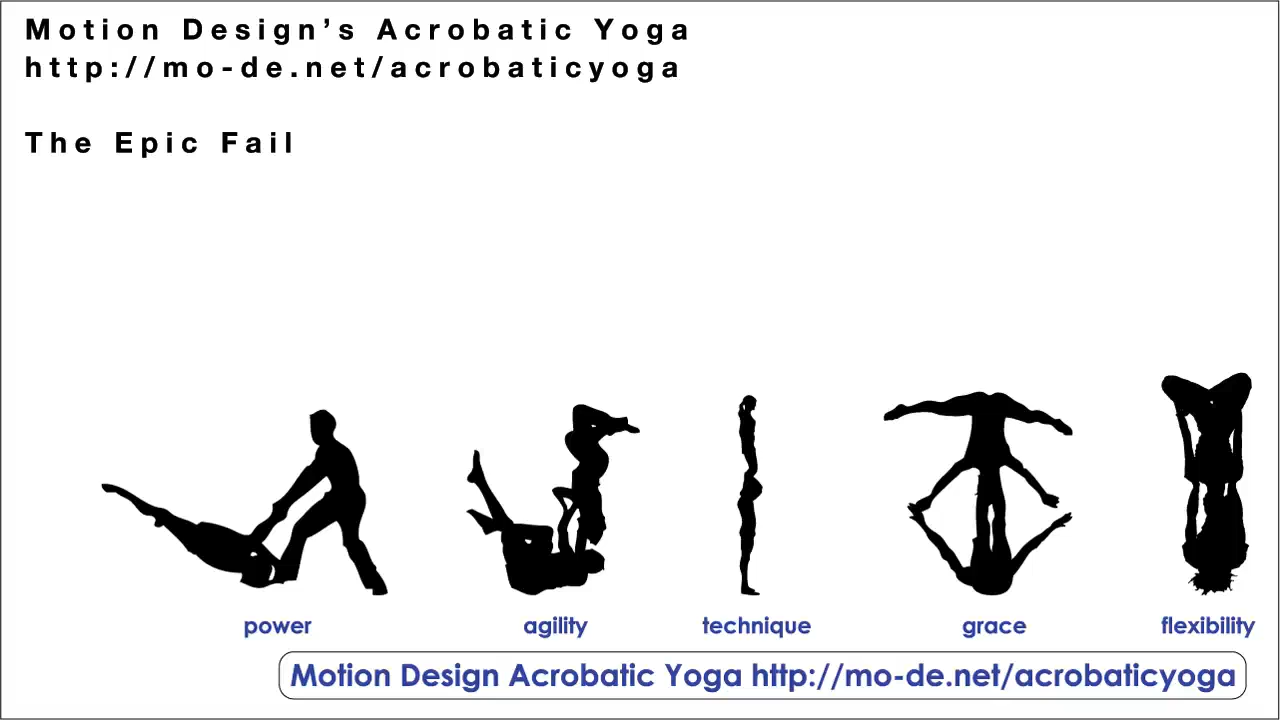 Motion Design’s Acrobatic Yoga
http://mo-de.net/acrobaticyoga
The Epic Fail
power agility technique grace flexibility
Motion Design Acrobatic Yoga http://mo-de.net/acrobaticyoga